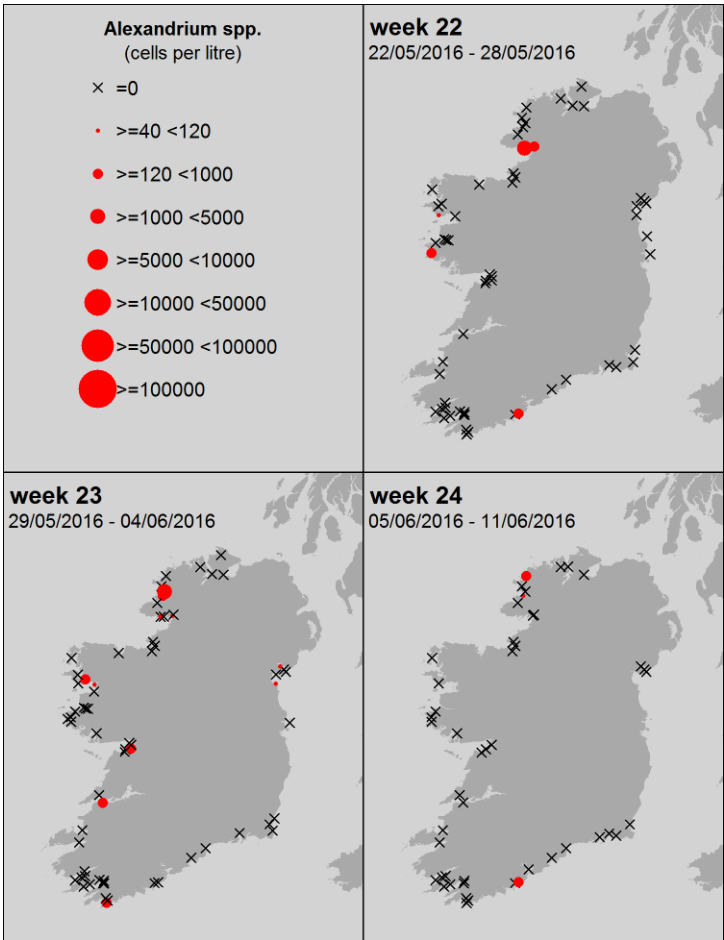 Alexandrium spp.
(cells per litre)
=0
>=40 <120
>=120 <1000
>=1000 <5000
>=5000 <10000
>=10000 <50000
>=50000 <100000
>=100000
week 22
22/05/2016 - 28/05/2016
week 23
29/05/2016 - 04/06/2016
week 24
05/06/2016 - 11/06/2016